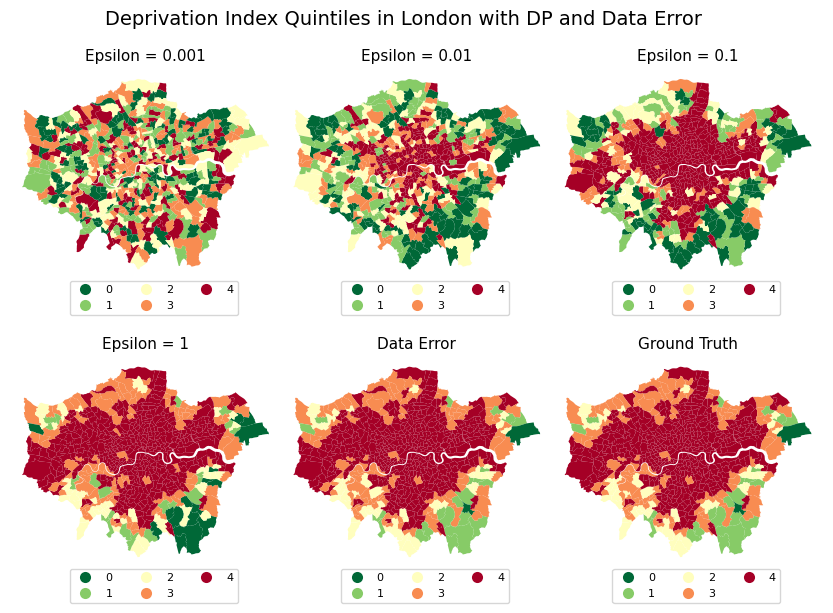 Deprivation Index Quintiles in London with DP and Data Error
Epsilon = 0.001
Epsilon = 0.01
Epsilon = 0.1
0 2 4
1 3
0 2 4
1 3
0 2 4
1 3
Epsilon = 1
Data Error
Ground Truth
0 2 4
1 3
0 2 4
1 3
0 2 4
1 3